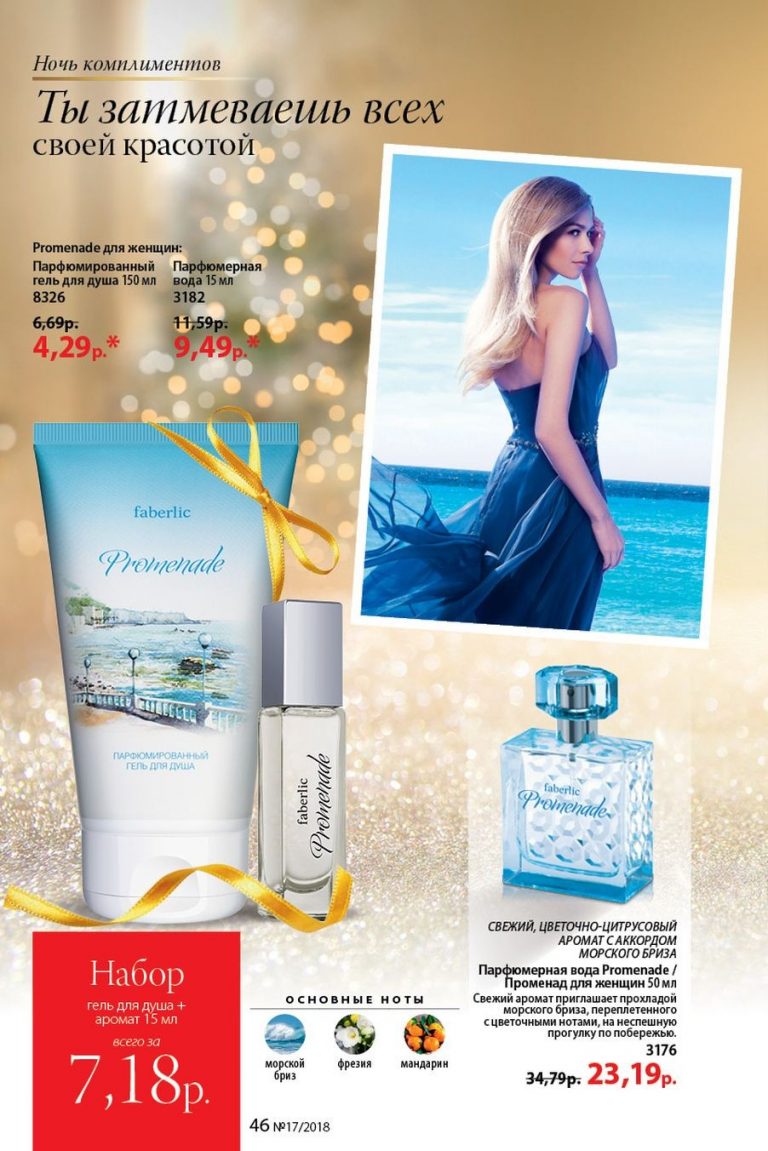 Ночь комплиментов
Ты затмеваешь всех
своей красотой
Promenade для женщин:
Парфюмированный
гель для душа 150 мл
8326
6,69р.
4,29р.*
Парфюмерная
вода 15 мл
3182
11,59р.
9,49р.*
faberlic
Promenade
ПАРФЮМИРОВАННЫЙ
ГЕЛЬ ДЛЯ ДУША
faberlic
Promenade
faberlic
Promenade
СВЕЖИЙ, ЦВЕТОЧНО-ЦИТРУСОВЫЙ
АРОМАТ С АККОРДОМ
МОРСКОГО БРИЗА
Парфюмерная вода Promenade /
Променад для женщин 50 мл
Свежий аромат приглашает прохладой
морского бриза, переплетенного
с цветочными нотами, на неспешную
прогулку по побережью.
3176
34,79р. 23,19р.
Набор
гель для душа +
аромат 15 мл
всего за
7,18р.
ОСНОВНЫЕ НОТЫ
морской
бриз
фрезия
мандарин
46 №17/2018